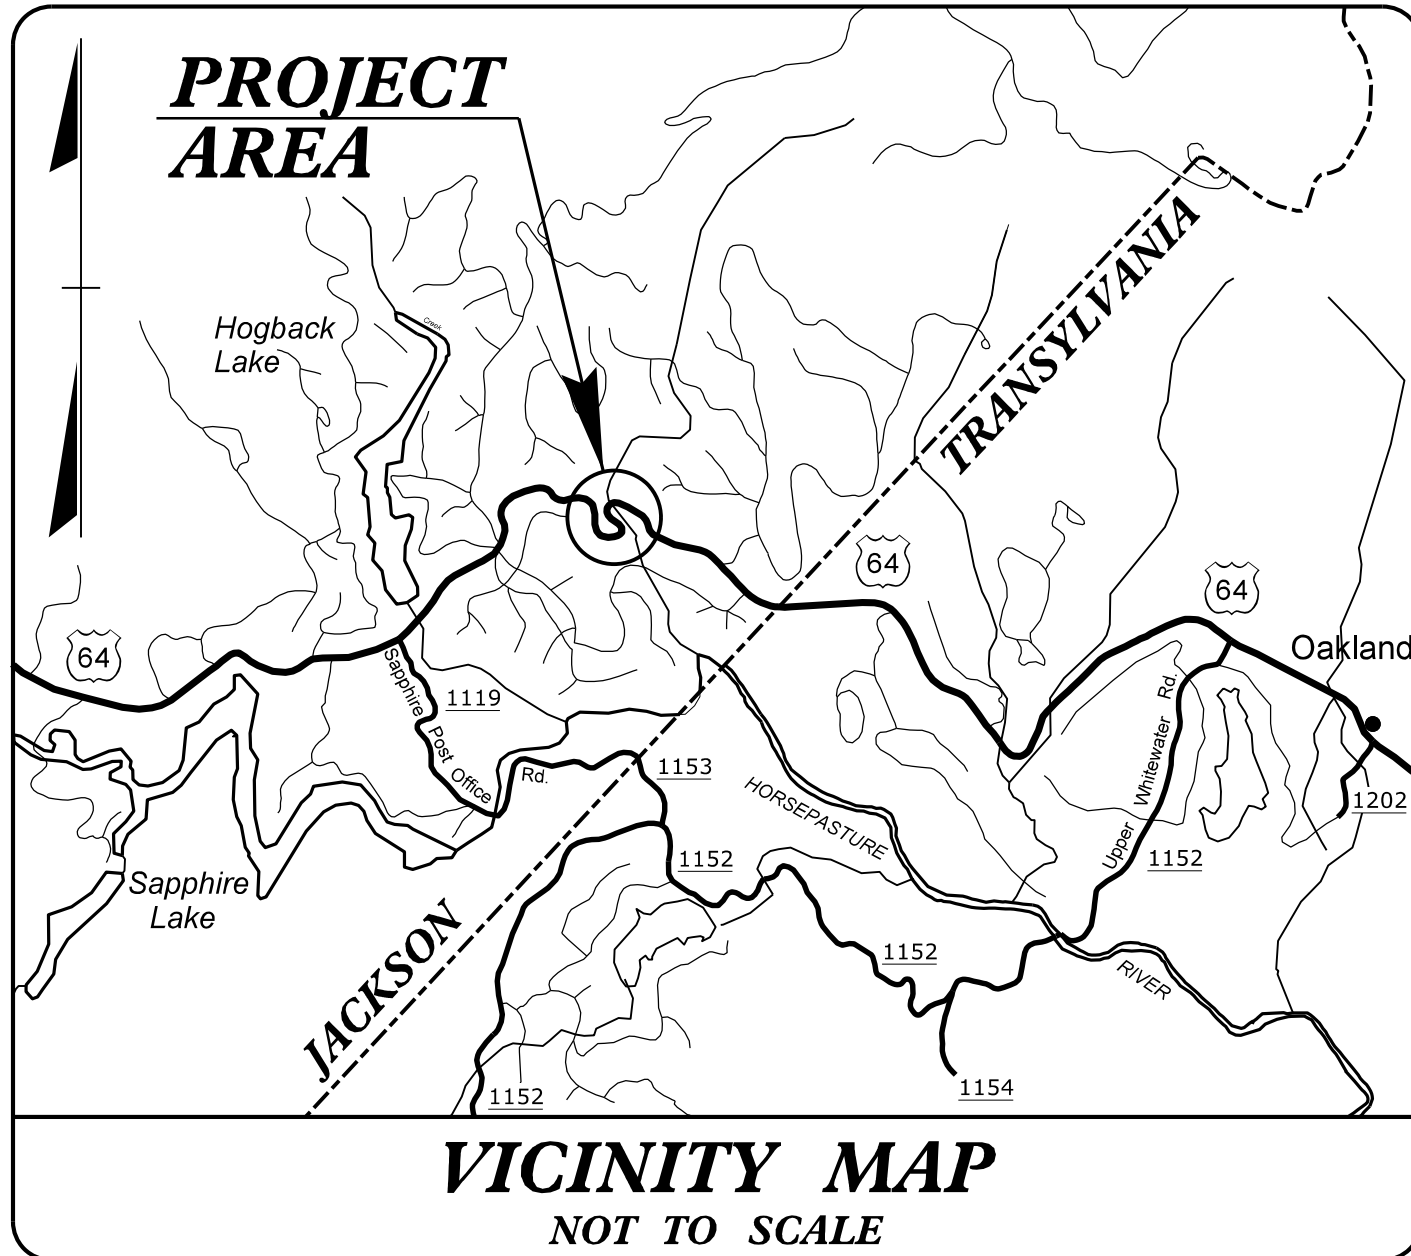 PROJECT
AREA
TRANSYLVANIA
Hogback
Lake
Creek
64
64
64
Oakland
Sapphire Post Office Rd.
1119
1153
HORSEPASTURE
Upper Whitewater Rd.
1202
1152
1152
Sapphire
Lake
1152
JACKSON
RIVER
1154
1152
VICINITY MAP
NOT TO SCALE